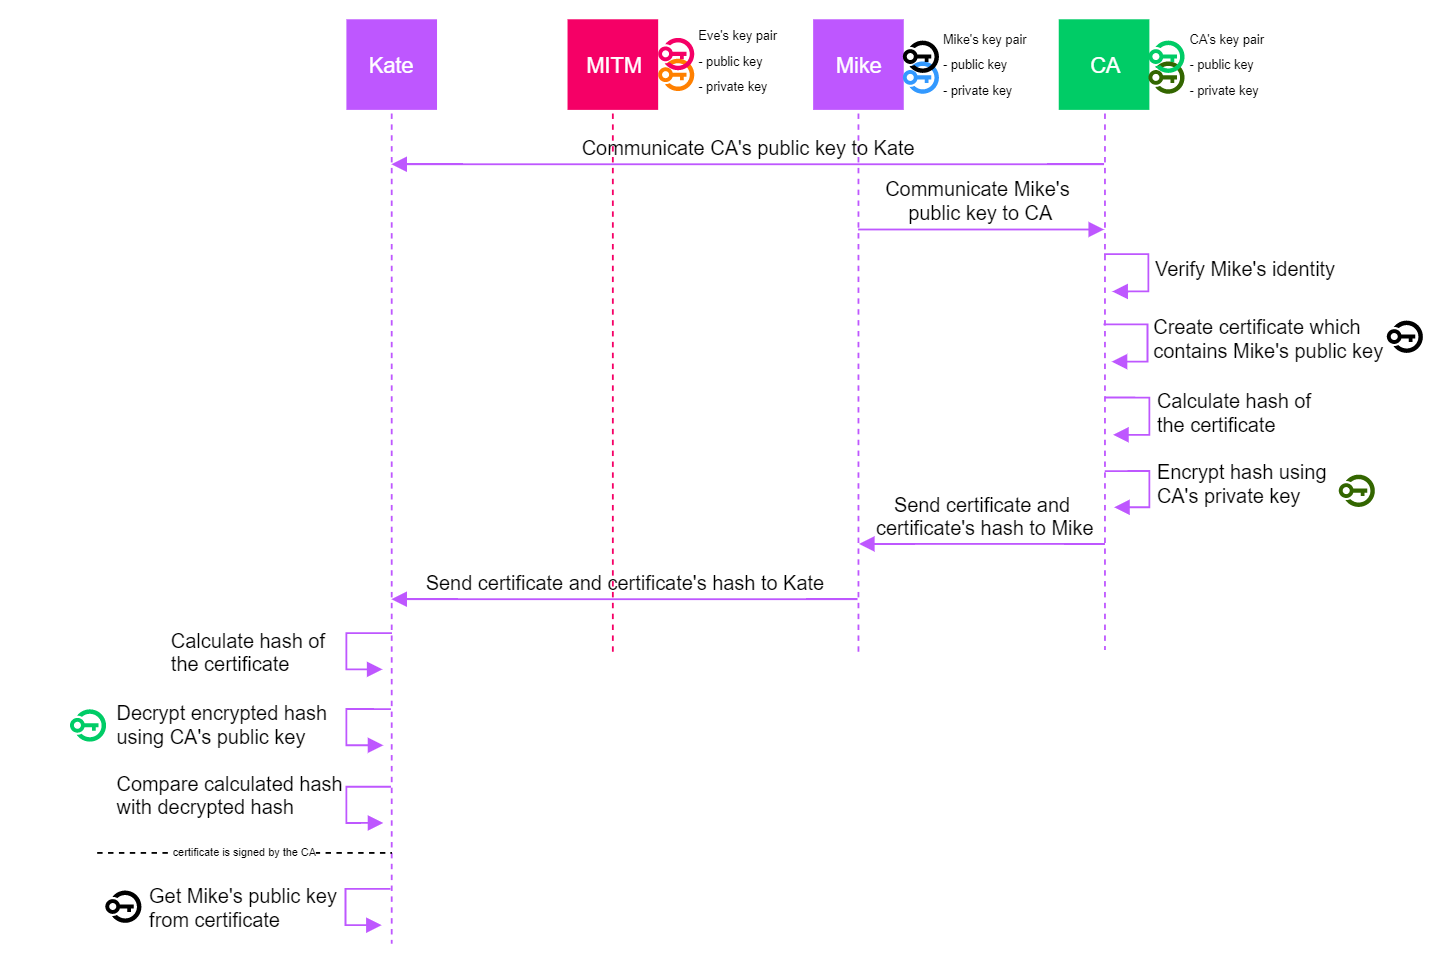 Kate
MITM
Eve's key pair
- public key
- private key
Mike
Mike's key pair
- public key
- private key
CA
CA's key pair
- public key
- private key
Communicate CA's public key to Kate
Communicate Mike's
public key to CA
Verify Mike's identity
Create certificate which
contains Mike's public key
Calculate hash of
the certificate
Encrypt hash using
CA's private key
Send certificate and
certificate's hash to Mike
Send certificate and certificate's hash to Kate
Calculate hash of
the certificate
Decrypt encrypted hash
using CA's public key
Compare calculated hash
with decrypted hash
certificate is signed by the CA
Get Mike's public key
from certificate